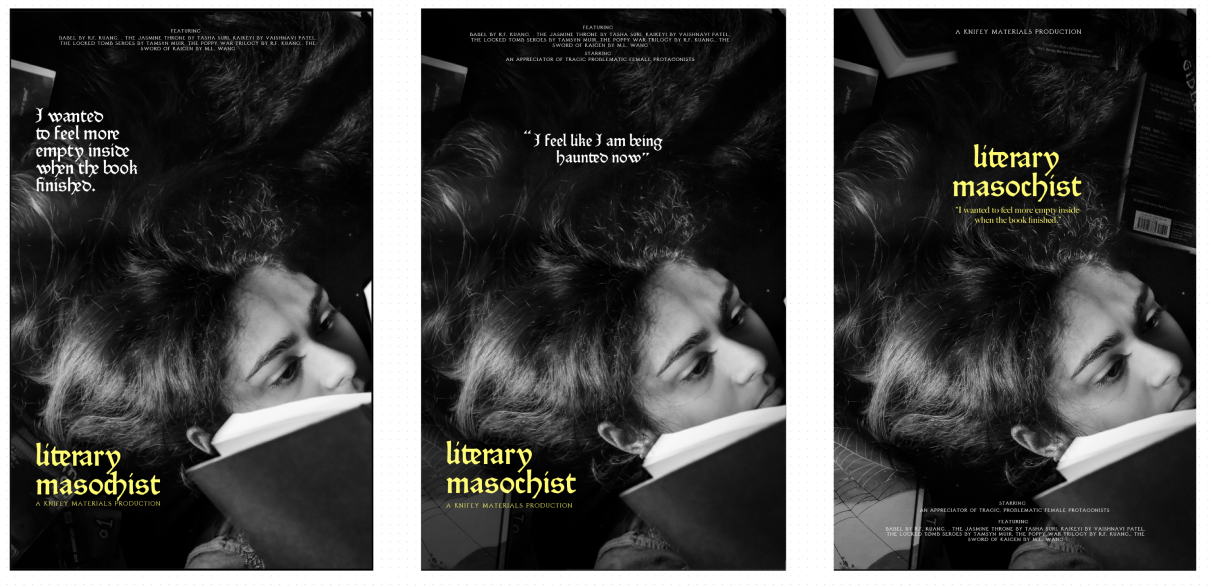 FEATURING
BABEL BY R.F. KUANG, . THE JASMINE THRONE BY TASHA SURI, KAIKEYI BY VAISHNAVI PATEL,
THE LOCKED TOMB SEROES BY TAMSYN MUIR, THE POPPY WAR TRILOGY BY R.F. KUANG,. THE
SWORD OF KAIGEN BY M.L. WANG
I wanted
to feel more
empty inside
when the book
finished.
literary
masochist
A KNIFEY MATERIALS PRODUCTION
FEATURING
BABEL BY R.F. KUANG, . THE JASMINE THRONE BY TASHA SURI, KAIKEYI BY VAISHNAVI PATEL,
THE LOCKED TOMB SEROES BY TAMSYN MUIR, THE POPPY WAR TRILOGY BY R.F. KUANG,. THE
SWORD OF KAIGEN BY M.L. WANG
STARRING
AN APPRECIATOR OF TRAGIC PROBLEMATIC FEMALE PROTAGONISTS
“I feel like I am being
haunted now”
literary
masochist
A KNIFEY MATERIALS PRODUCTION
A KNIFEY MATERIALS PRODUCTION
literary
masochist
"I wanted to feel more empty inside
when the book finished."
STARRING
AN APPRECIATOR OF TRAGIC, PROBLEMATIC FEMALE PROTAGONISTS
FEATURING
BABEL BY R.F. KUANG, . THE JASMINE THRONE BY TASHA SURI, KAIKEYI BY VAISHNAVI PATEL,
THE LOCKED TOMB SEROES BY TAMSYN MUIR, THE POPPY WAR TRILOGY BY R.F. KUANG,. THE
SWORD OF KAIGEN BY M.L. WANG